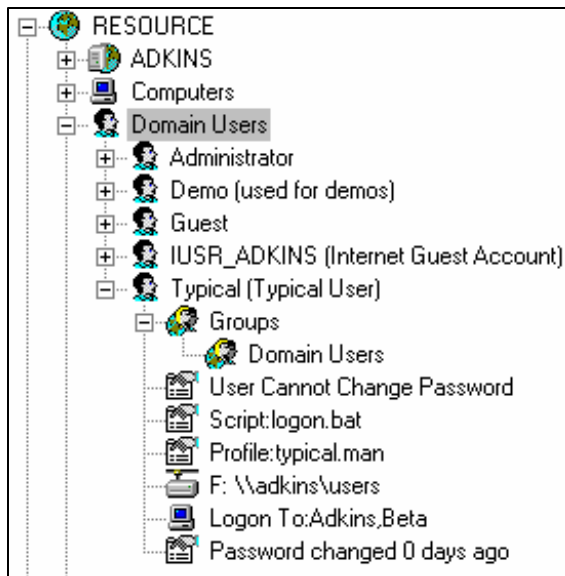 RESOURCE
ADKINS
Computers
Domain Users
Administrator
Demo (used for demos)
Guest
IUSR_ADKINS (Internet Guest Account)
Typical (Typical User)
Groups
Domain Users
User Cannot Change Password
Script:logon.bat
Profile:typical.man
F: \\adkins\users
Logon To:Adkins,Beta
Password changed 0 days ago